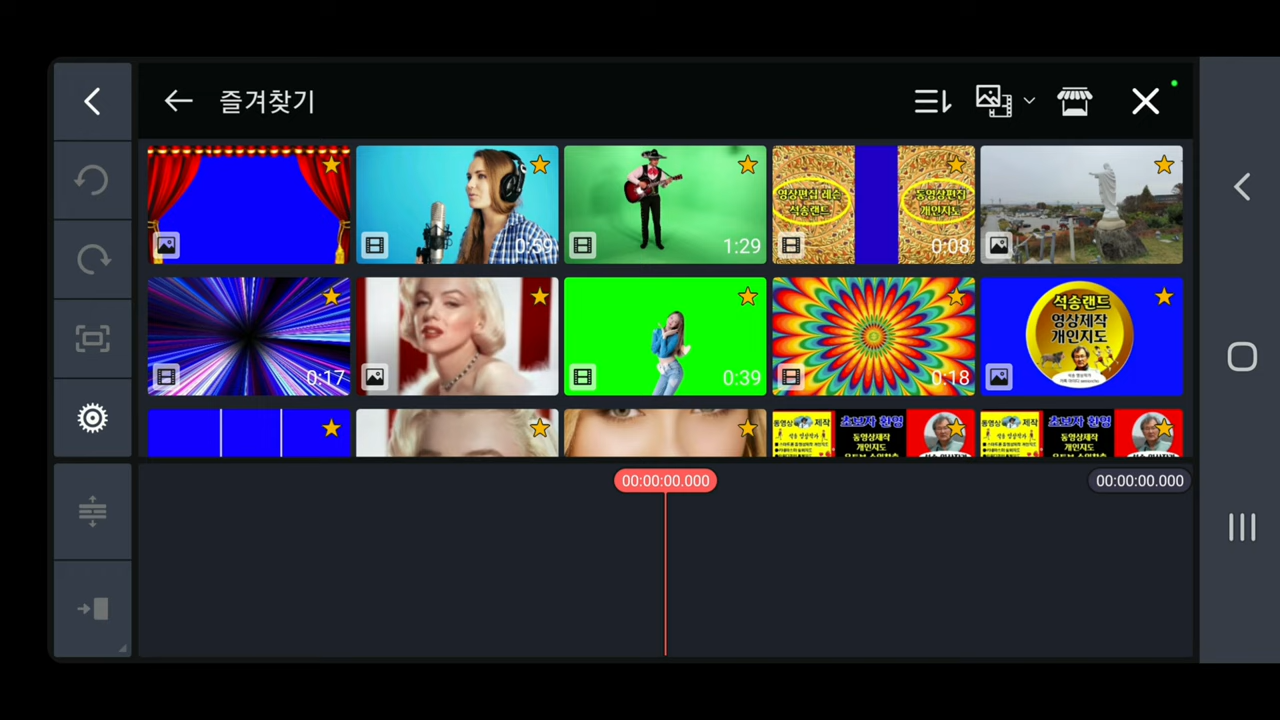 즐겨찾기
0:59
1:29
영상편집 레슨
석송랜드
동영상편집
개인지도
0:08
0:17
0:39
0:18
석송랜드
영상제작
개인지도
동영상 제작
초보자 환영
동영상제작
개인지도
동영상 제작
초보자 환영
동영상제작
개인지도
00:00:00.000
00:00:00.000